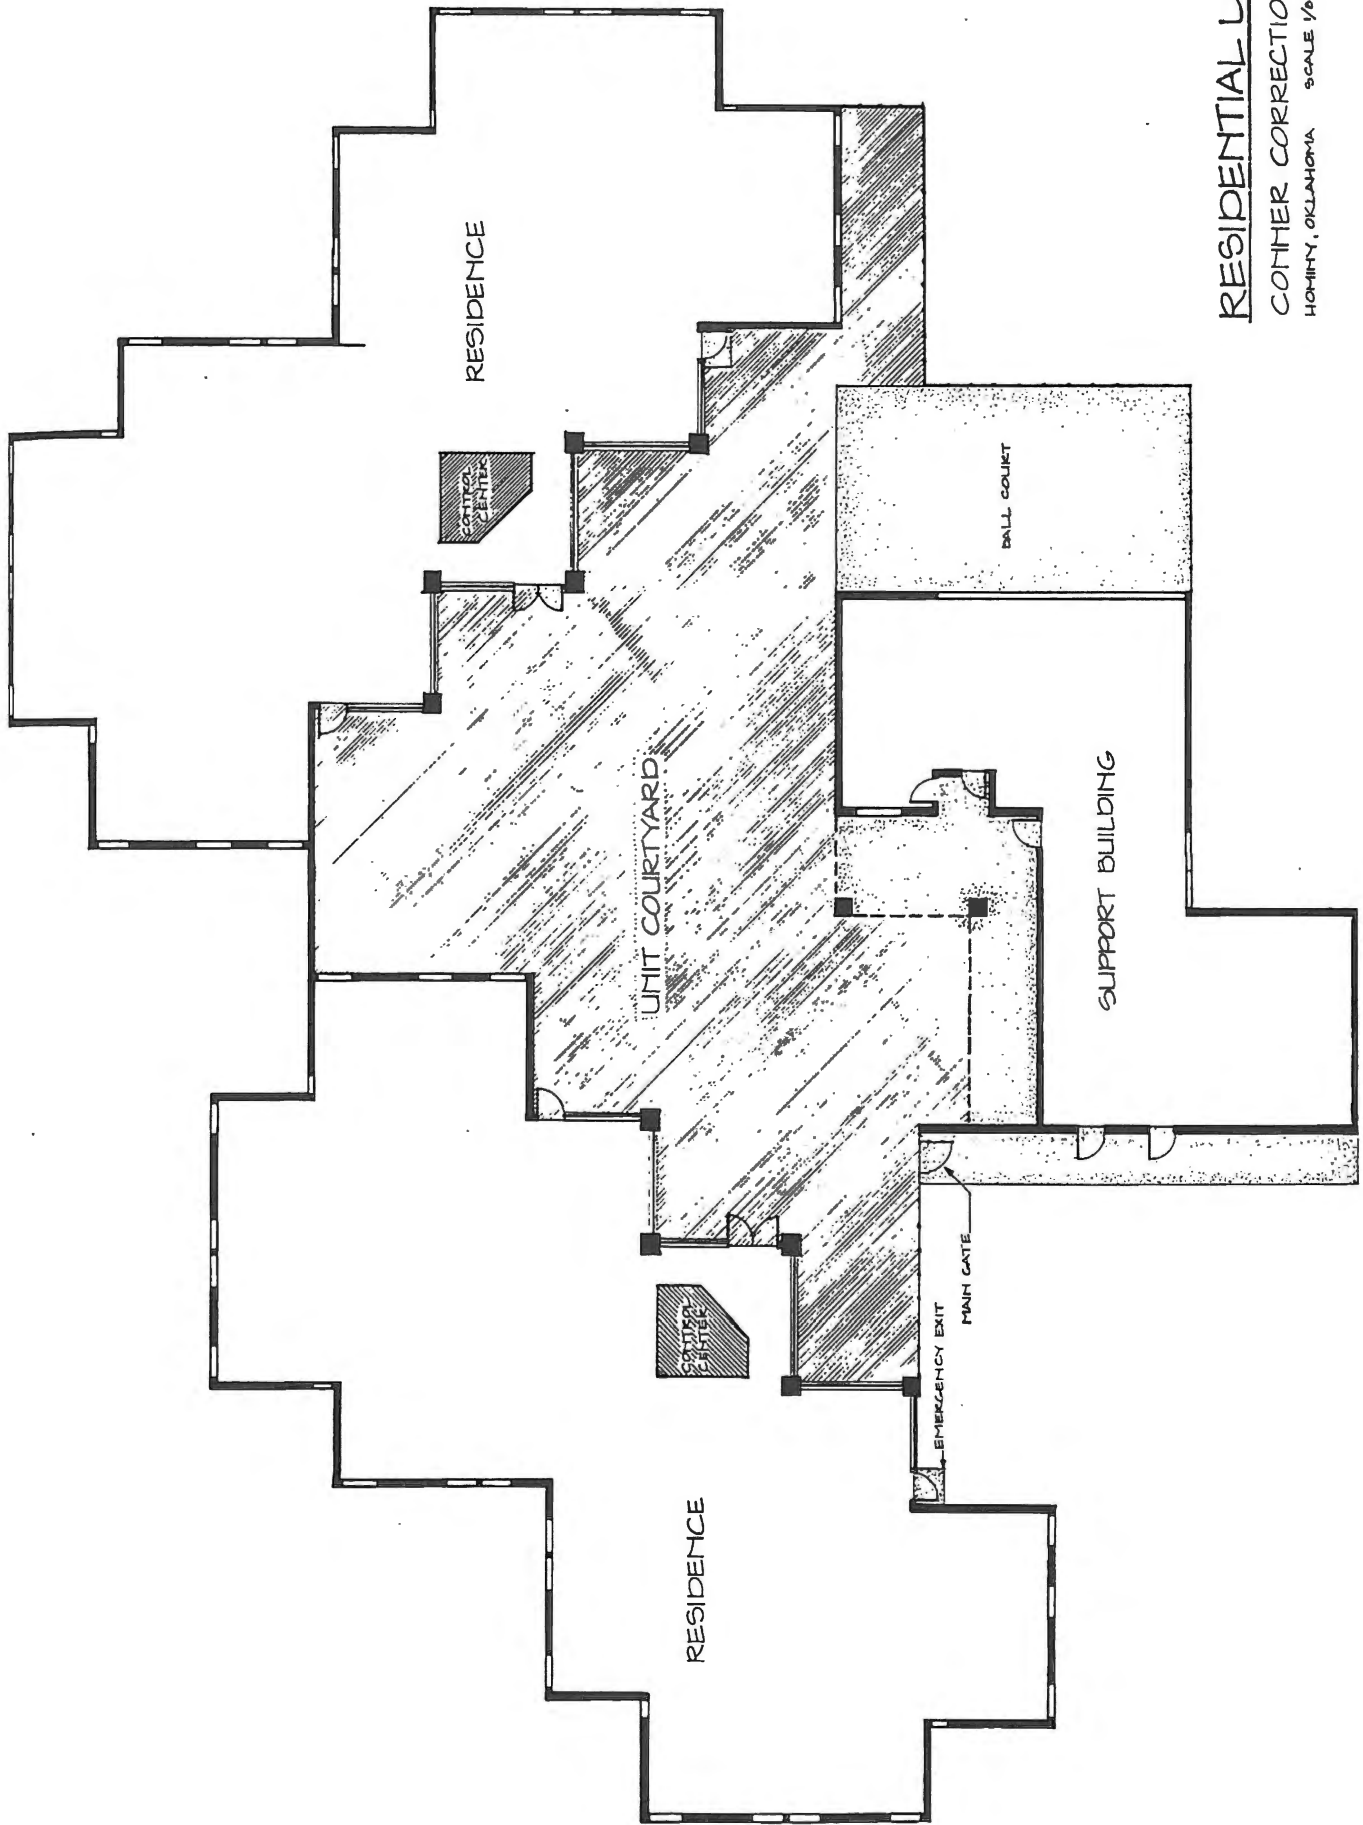 RESIDENTIAL L
CONNER CORRECTIO
HOMINY, OKLAHOMA SCALE 1/8
RESIDENCE
CONTROL
CENTER
BALL COURT
UNIT COURTYARD
SUPPORT BUILDING
CONTROL
CENTER
MAIN GATE
EMERGENCY EXIT
RESIDENCE